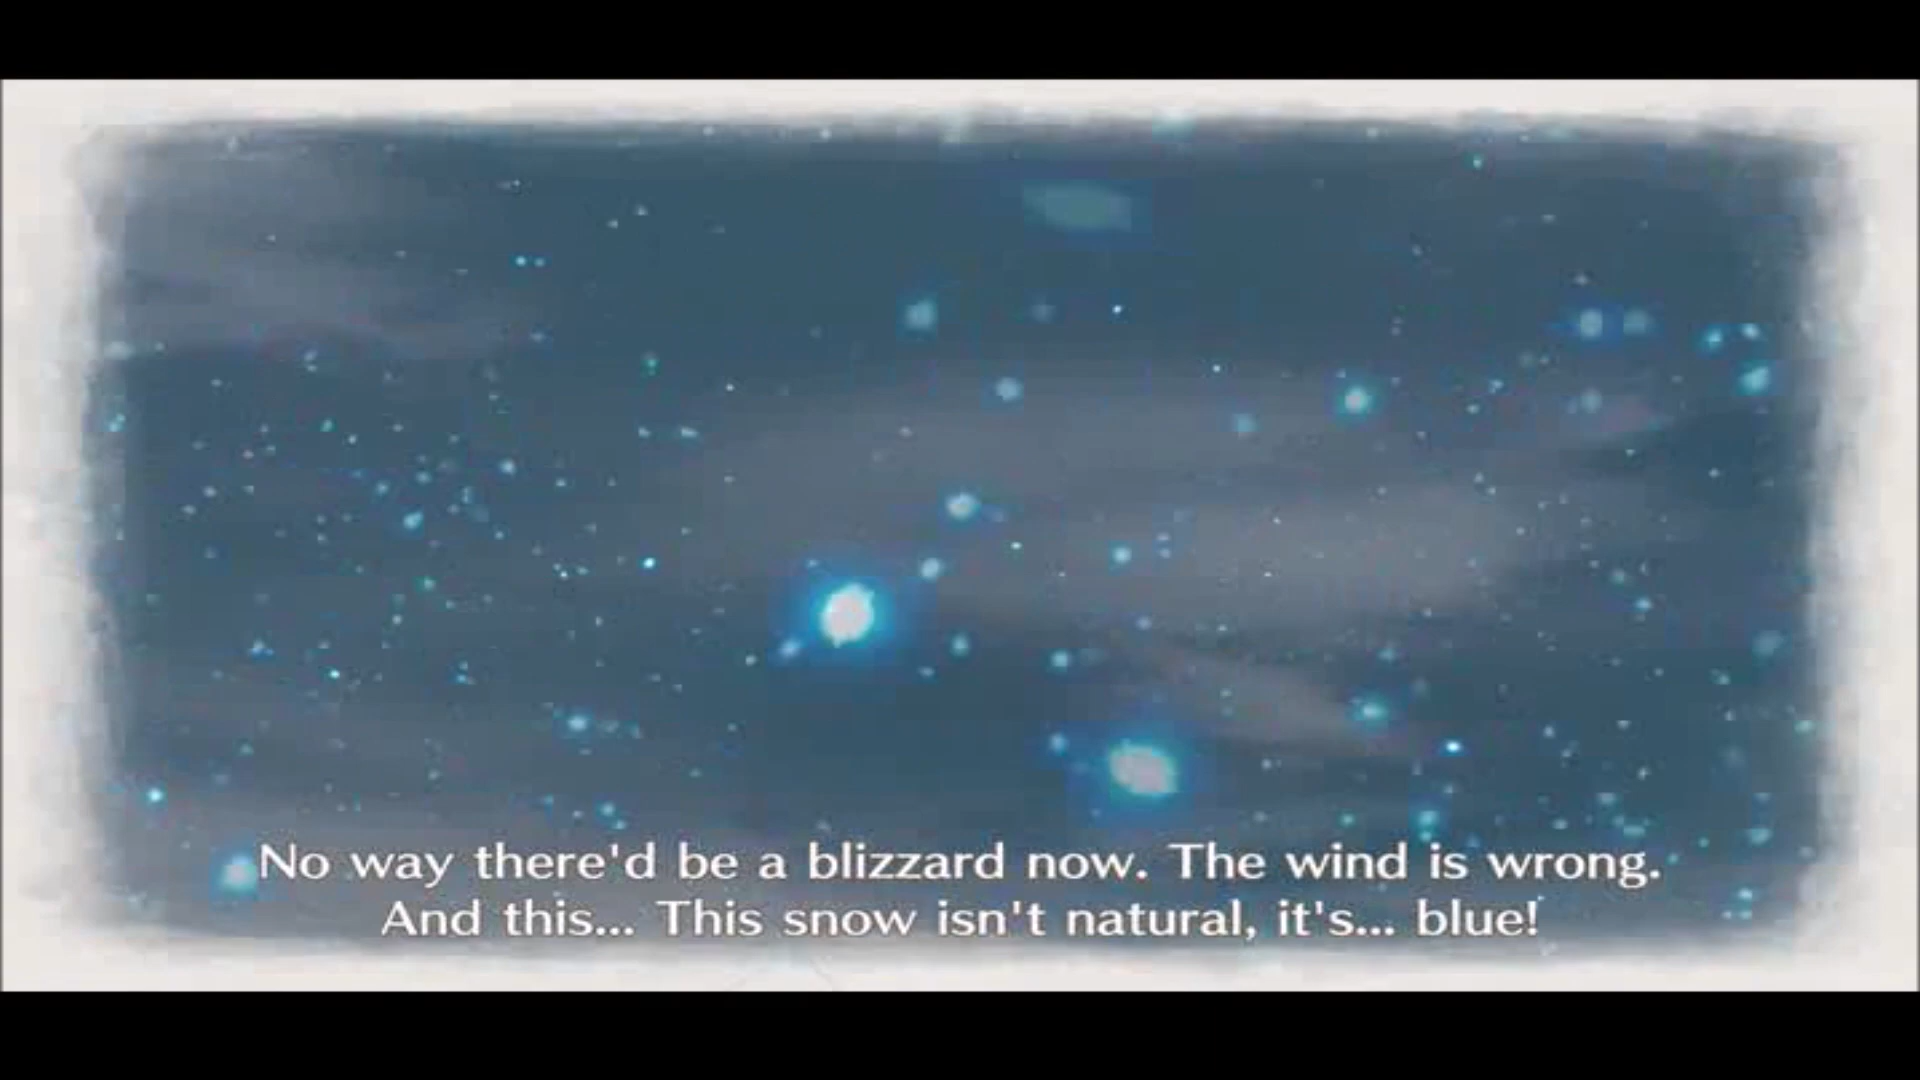 No way there'd be a blizzard now. The wind is wrong.
And this... This snow isn't natural, it's... blue!